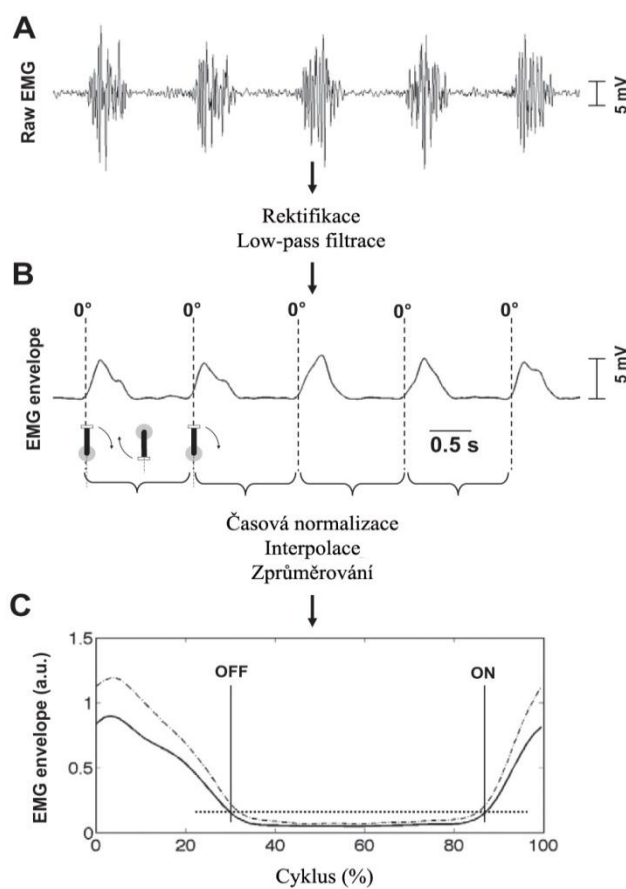 A
Raw EMG
5 mV
Rektifikace
Low-pass filtrace
B
0° 0° 0° 0° 0°
EMG envelope
5 mV
0.5 s
Časová normalizace
Interpolace
Zprůměrování
C
EMG envelope (a.u.)
1.5
1
0.5
0
OFF ON
0 20 40 60 80 100
Cyklus (%)